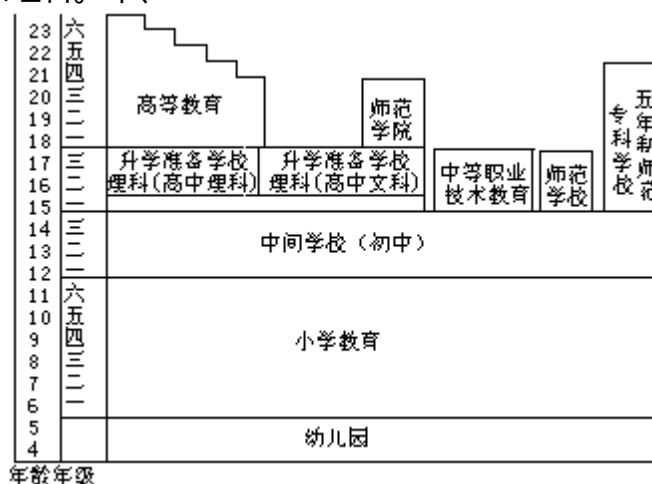 23 六
22 五
21 四
20 三
19 二
18 一
17 三
16 二
15 一
14 三
13 二
12 一
11 六
10 五
9 四
8 三
7 二
6 一
5
4
年龄年级
高等教育
师范
学院
升学准备学校
理科(高中理科)
升学准备学校
理科(高中文科)
中等职业
技术教育
师范
学校
专科学校
五年制师范
中间学校（初中）
小学教育
幼儿园